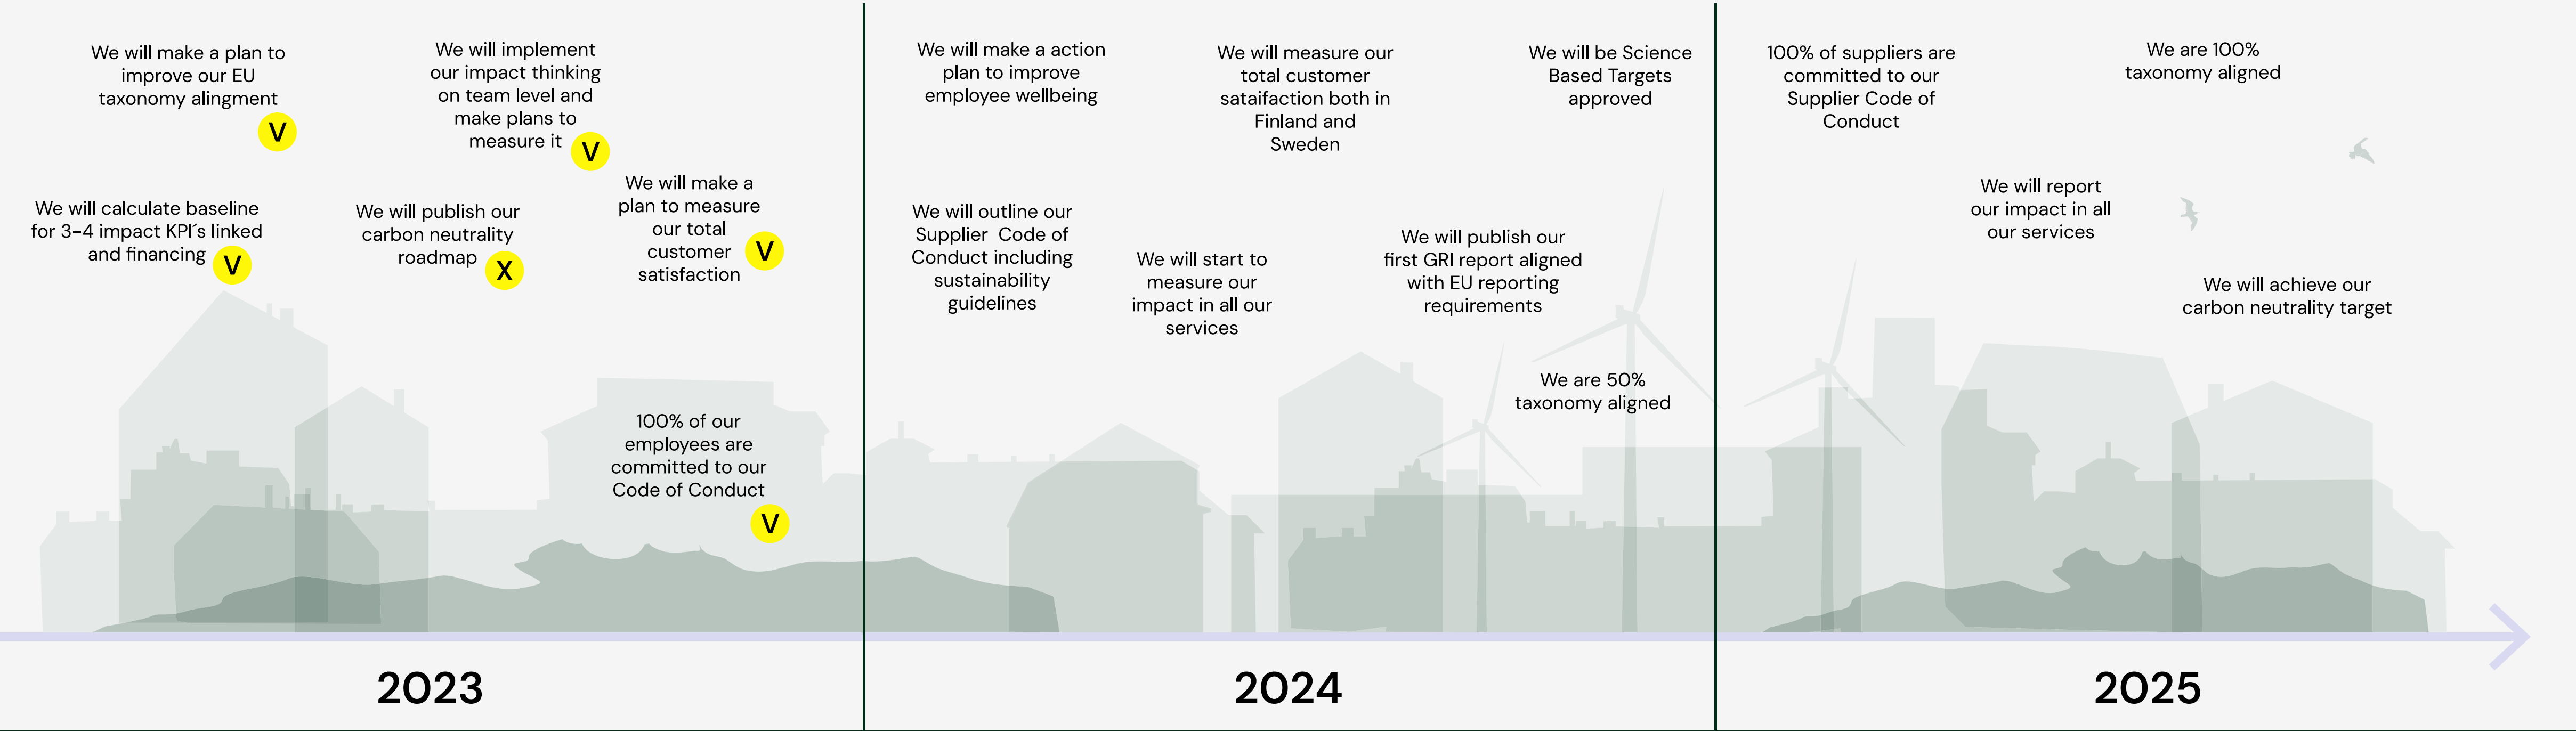 We will make a plan to
improve our EU
taxonomy alingment
V
We will implement
our impact thinking
on team level and
make plans to
measure it
V
We will calculate baseline
for 3-4 impact KPI´s linked
and financing
V
We will publish our
carbon neutrality
roadmap
X
We will make a
plan to measure
our total
customer
satisfaction
V
100% of our
employees are
committed to our
Code of Conduct
V
2023
We will make a action
plan to improve
employee wellbeing
We will measure our
total customer
sataifaction both in
Finland and
Sweden
We will be Science
Based Targets
approved
We will outline our
Supplier Code of
Conduct including
sustainability
guidelines
We will start to
measure our
impact in all our
services
We will publish our
first GRI report aligned
with EU reporting
requirements
We are 50%
taxonomy aligned
2024
100% of suppliers are
committed to our
Supplier Code of
Conduct
We are 100%
taxonomy aligned
We will report
our impact in all
our services
We will achieve our
carbon neutrality target
2025